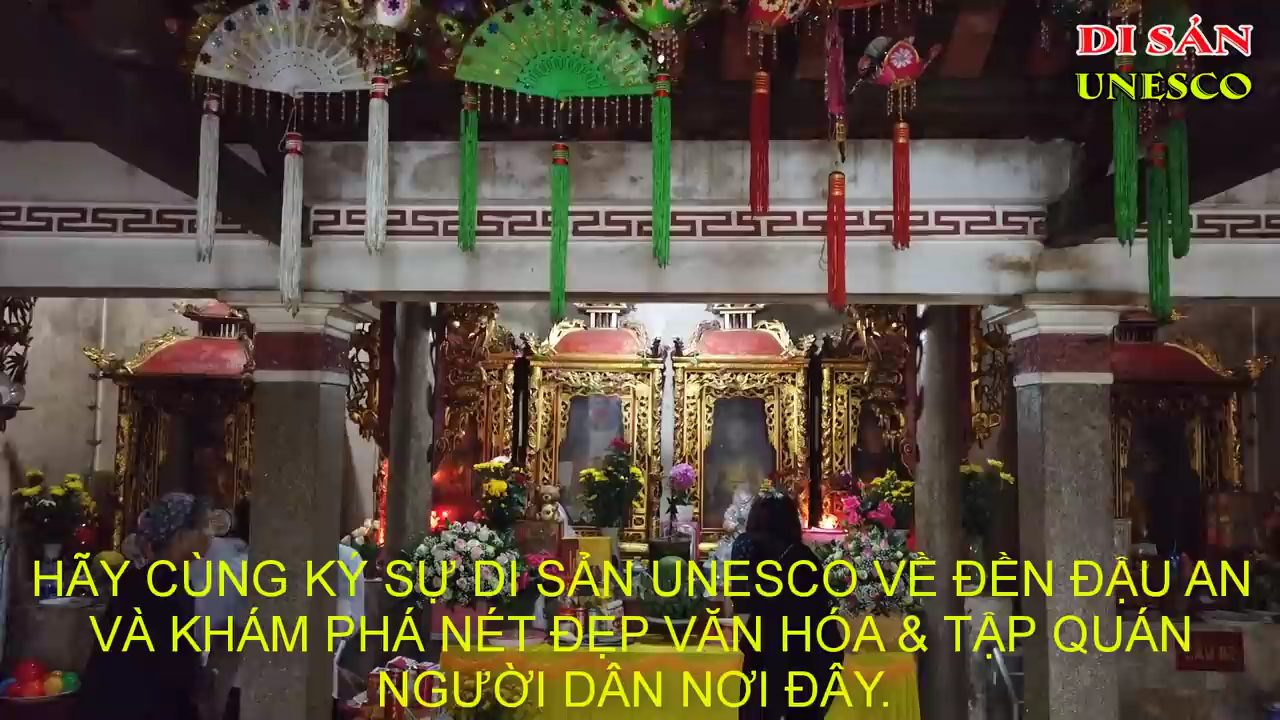 DI SẢN
UNESCO
HÃY CÙNG KÝ SỰ DI SẢN UNESCO VỀ ĐỀN ĐẬU AN
VÀ KHÁM PHÁ NÉT ĐẸP VĂN HÓA & TẬP QUÁN
NGƯỜI DÂN NƠI ĐÂY.